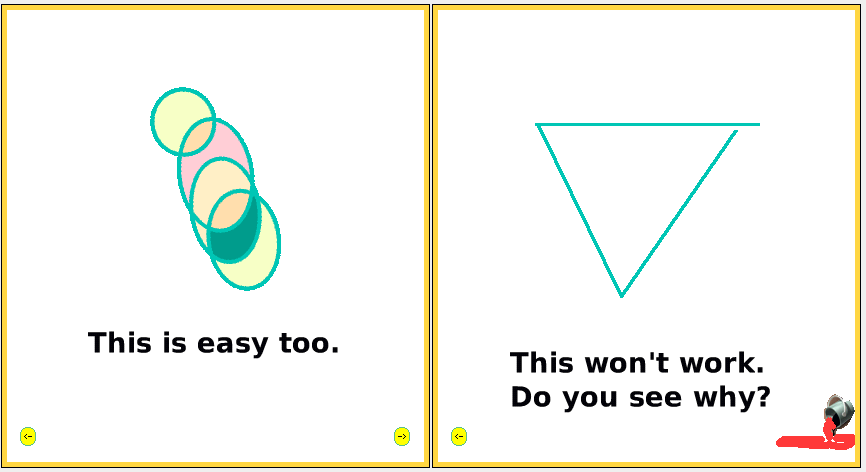 This is easy too.
<- ->
This won't work.
Do you see why?
<-